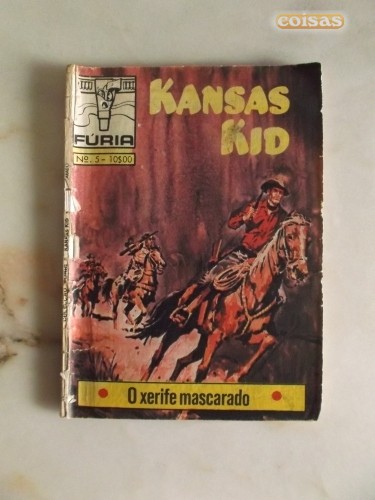 coisas
FÚRIA
Nº. 5 - 10$00
KANSAS
KID
O xerife mascarado